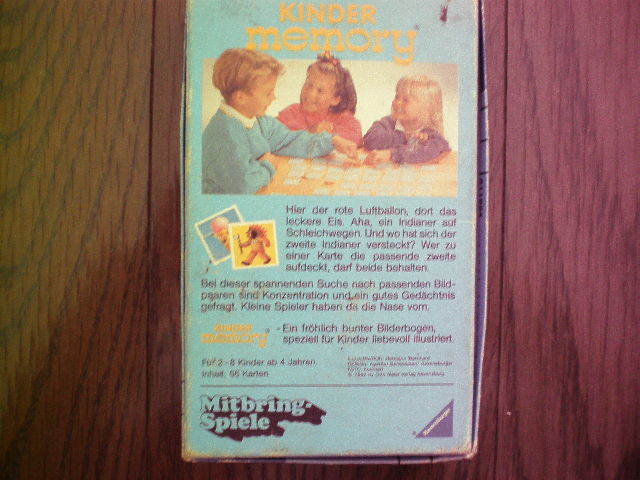 KINDER
memory®
Hier der rote Luftballon, dort das
leckere Eis. Aha, ein Indianer auf
Schleichwegen. Und wo hat sich der
zweite Indianer versteckt? Wer zu
einer Karte die passende zweite
aufdeckt, darf beide behalten.
Bei dieser spannenden Suche nach passenden Bild-
paaren sind Konzentration und ein gutes Gedächtnis
gefragt. Kleine Spieler haben da die Nase vorn.
KINDER
memory® - Ein fröhlich bunter Bilderbogen,
speziell für Kinder liebevoll illustriert.
Für 2 - 8 Kinder ab 4 Jahren.
Inhalt: 66 Karten
Mitbring-
Spiele
Ravensburger